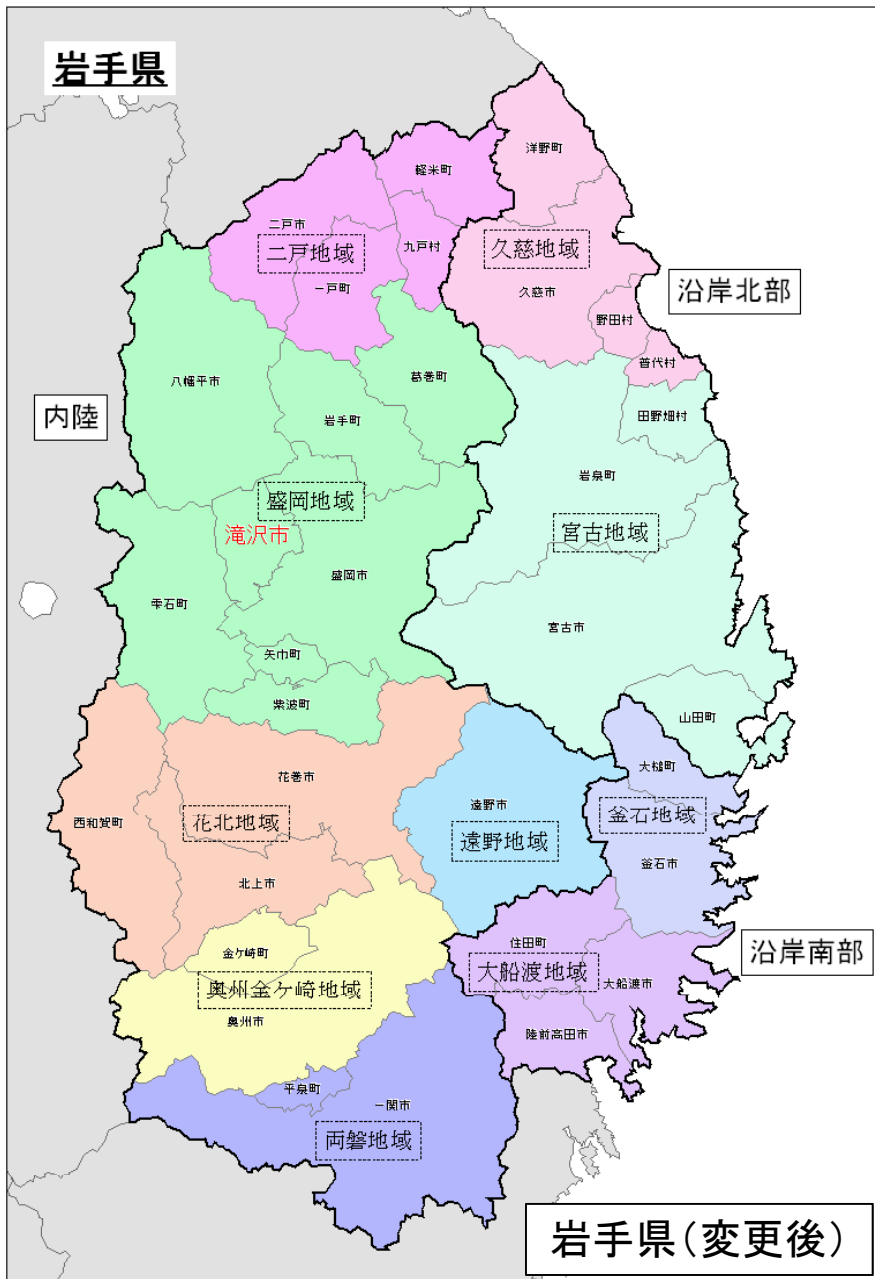 岩手県
洋野町
軽米町
二戸市
二戸地域
九戸村
久慈地域
一戸町
久慈市
沿岸北部
野田村
普代村
八幡平市
葛巻町
内陸
岩手町
田野畑村
岩泉町
盛岡地域
滝沢市
宮古地域
盛岡市
雫石町
宮古市
矢巾町
紫波町
山田町
花巻市
大槌町
西和賀町
花北地域
遠野市
遠野地域
釜石地域
釜石市
北上市
金ケ崎町
住田町
沿岸南部
大船渡地域
大船渡市
奥州金ケ崎地域
奥州市
陸前高田市
平泉町
一関市
両磐地域
岩手県(変更後)